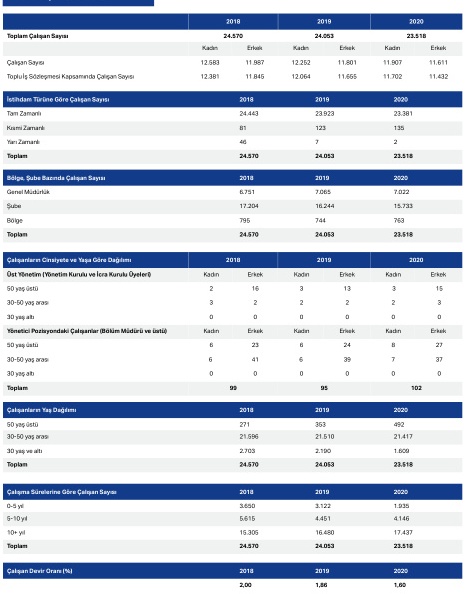 2018 2019 2020
Toplam Çalışan Sayısı 24.570 24.053 23.518
Kadın Erkek Kadın Erkek Kadın Erkek
Çalışan Sayısı 12.583 11.987 12.252 11.801 11.907 11.611
Toplu İş Sözleşmesi Kapsamında Çalışan Sayısı 12.381 11.845 12.064 11.655 11.702 11.432
İstihdam Türüne Göre Çalışan Sayısı 2018 2019 2020
Tam Zamanlı 24.443 23.923 23.381
Kısmi Zamanlı 81 123 135
Yarı Zamanlı 46 7 2
Toplam 24.570 24.053 23.518
Bölge, Şube Bazında Çalışan Sayısı 2018 2019 2020
Genel Müdürlük 6.751 7.065 7.022
Şube 17.204 16.244 15.733
Bölge 795 744 763
Toplam 24.570 24.053 23.518
Çalışanların Cinsiyete ve Yaşa Göre Dağılımı 2018 2019 2020
Üst Yönetim (Yönetim Kurulu ve İcra Kurulu Üyeleri) Kadın Erkek Kadın Erkek Kadın Erkek
50 yaş üstü 2 16 3 13 3 15
30-50 yaş arası 3 2 2 2 2 3
30 yaş altı 0 0 0 0 0 0
Yönetici Pozisyondaki Çalışanlar (Bölüm Müdürü ve üstü) Kadın Erkek Kadın Erkek Kadın Erkek
50 yaş üstü 6 23 6 24 8 27
30-50 yaş arası 6 41 6 39 7 37
30 yaş altı 0 0 0 0 0 0
Toplam 99 95 102
Çalışanların Yaş Dağılımı 2018 2019 2020
50 yaş üstü 271 353 492
30-50 yaş arası 21.596 21.510 21.417
30 yaş ve altı 2.703 2.190 1.609
Toplam 24.570 24.053 23.518
Çalışma Sürelerine Göre Çalışan Sayısı 2018 2019 2020
0-5 yıl 3.650 3.122 1.935
5-10 yıl 5.615 4.451 4.146
10+ yıl 15.305 16.480 17.437
Toplam 24.570 24.053 23.518
Çalışan Devir Oranı (%) 2018 2019 2020
2,00 1,86 1,60